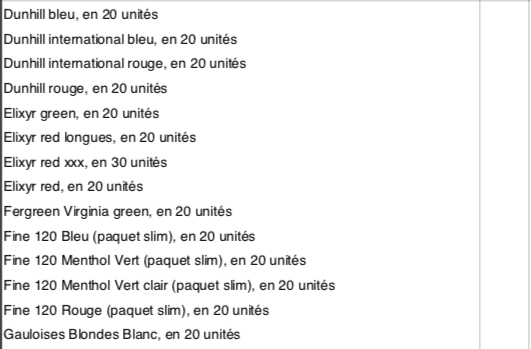 Dunhill bleu, en 20 unités
Dunhill international bleu, en 20 unités
Dunhill international rouge, en 20 unités
Dunhill rouge, en 20 unités
Elixyr green, en 20 unités
Elixyr red longues, en 20 unités
Elixyr red xxx, en 30 unités
Elixyr red, en 20 unités
Fergreen Virginia green, en 20 unités
Fine 120 Bleu (paquet slim), en 20 unités
Fine 120 Menthol Vert (paquet slim), en 20 unités
Fine 120 Menthol Vert clair (paquet slim), en 20 unités
Fine 120 Rouge (paquet slim), en 20 unités
Gauloises Blondes Blanc, en 20 unités